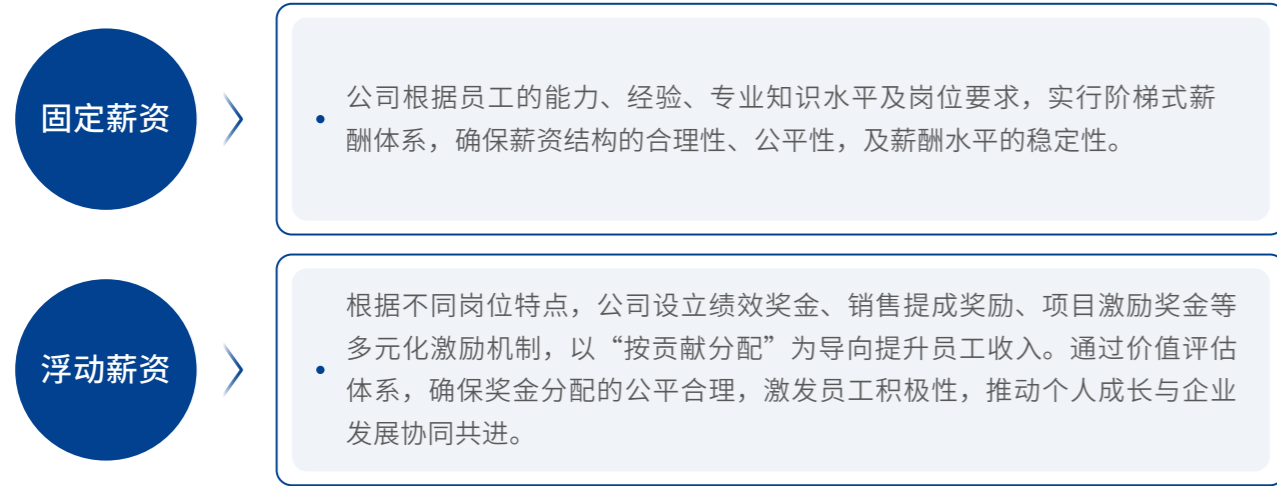 固定薪资
公司根据员工的能力、经验、专业知识水平及岗位要求，实行阶梯式薪
酬体系，确保薪资结构的合理性、公平性，及薪酬水平的稳定性。
浮动薪资
根据不同岗位特点，公司设立绩效奖金、销售提成奖励、项目激励奖金等
多元化激励机制，以“按贡献分配”为导向提升员工收入。通过价值评估
体系，确保奖金分配的公平合理，激发员工积极性，推动个人成长与企业
发展协同共进。